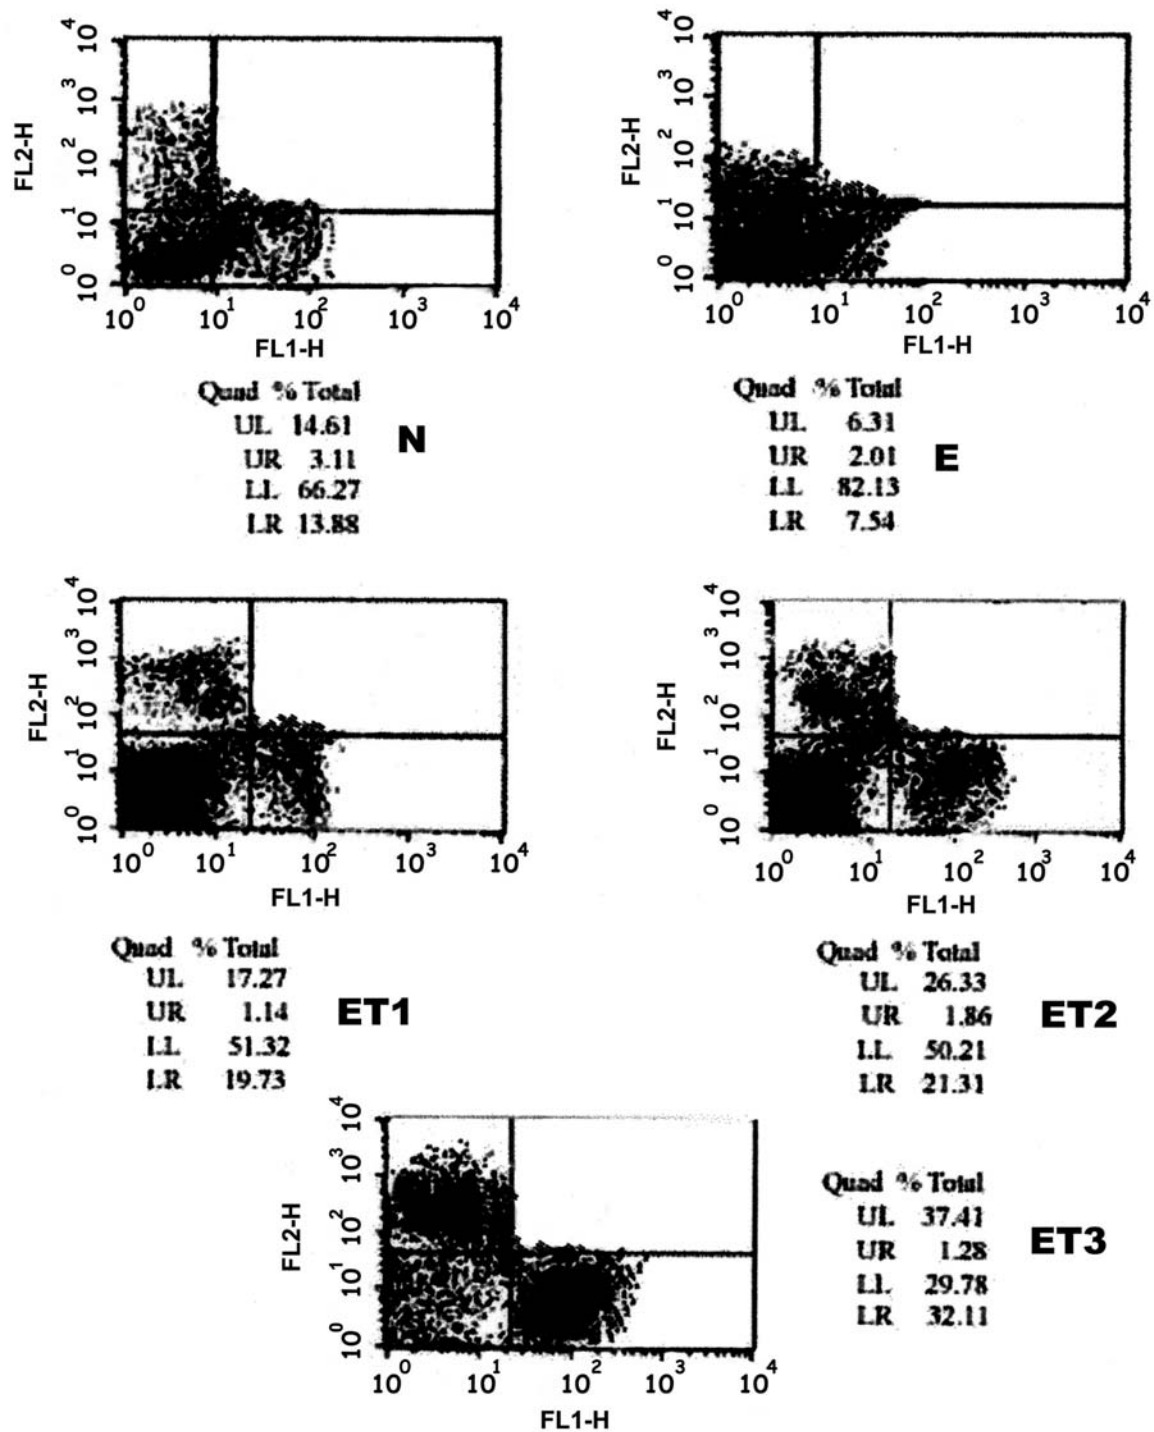 10^4
10^3
10^2
10^1
10^0
FL2-H
10^0 10^1 10^2 10^3 10^4
FL1-H
Quad % Total
UL 14.61
UR 3.11
LL 66.27
LR 13.88
N
10^4
10^3
10^2
10^1
10^0
FL2-H
10^0 10^1 10^2 10^3 10^4
FL1-H
Quad % Total
UL 6.31
UR 2.01
LL 82.13
LR 7.54
E
10^4
10^3
10^2
10^1
10^0
FL2-H
10^0 10^1 10^2 10^3 10^4
FL1-H
Quad % Total
UL 17.27
UR 1.14
LL 51.32
LR 19.73
ET1
10^4
10^3
10^2
10^1
10^0
FL2-H
10^0 10^1 10^2 10^3 10^4
FL1-H
Quad % Total
UL 26.33
UR 1.86
LL 50.21
LR 21.31
ET2
10^4
10^3
10^2
10^1
10^0
FL2-H
10^0 10^1 10^2 10^3 10^4
FL1-H
Quad % Total
UL 37.41
UR 1.28
LL 29.78
LR 32.11
ET3